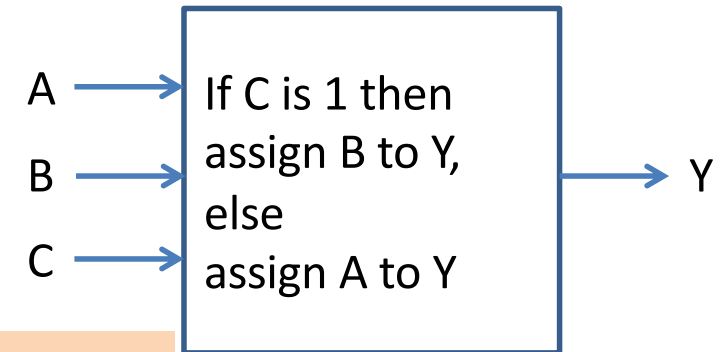 A
B
C
If C is 1 then
assign B to Y,
else
assign A to Y
Y